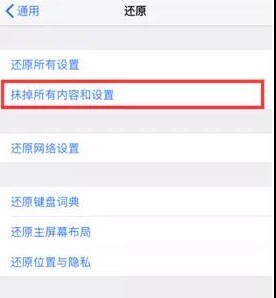 通用 还原
还原所有设置
抹掉所有内容和设置
还原网络设置
还原键盘词典
还原主屏幕布局
还原位置与隐私